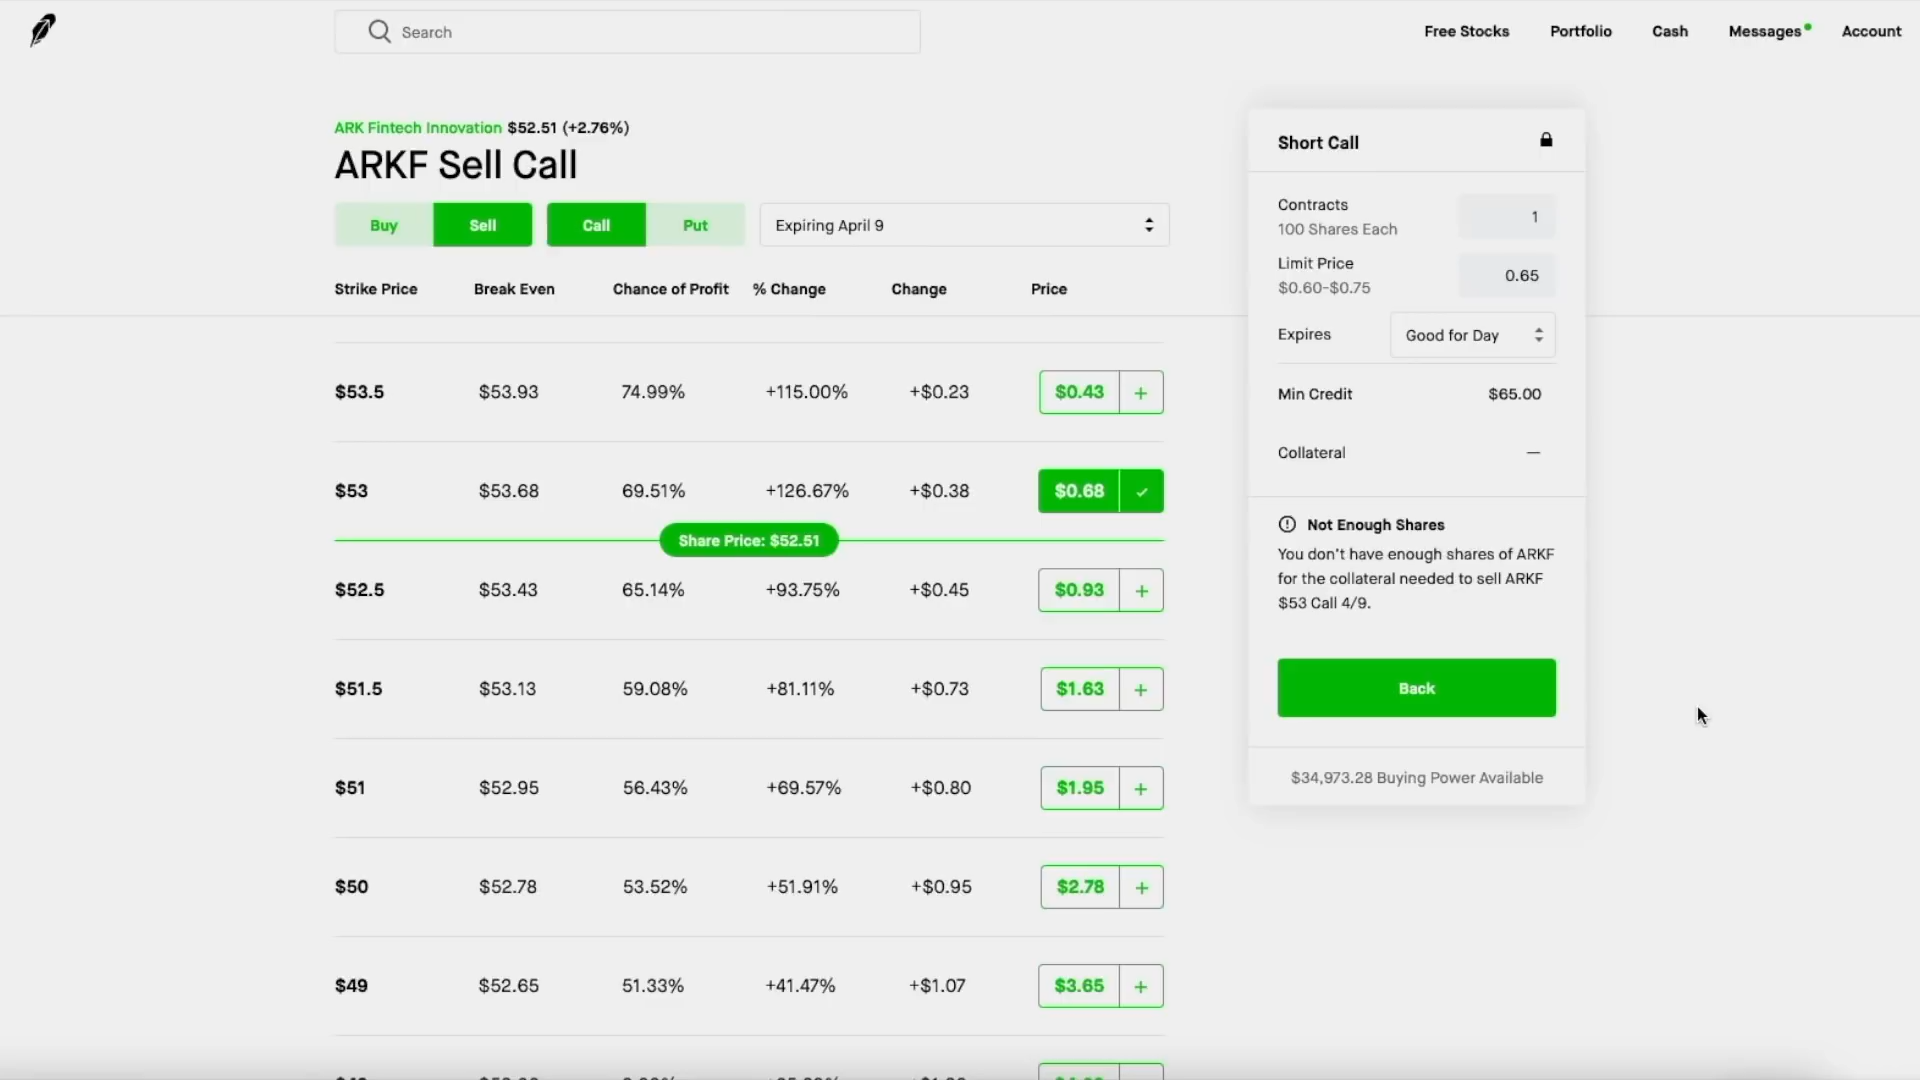 Search
Free Stocks
Portfolio
Cash
Messages
Account
ARK Fintech Innovation $52.51 (+2.76%)
ARKF Sell Call
Buy Sell Call Put Expiring April 9
Strike Price Break Even Chance of Profit % Change Change Price
$53.5 $53.93 74.99% +115.00% +$0.23 $0.43 +
$53 $53.68 69.51% +126.67% +$0.38 $0.68
Share Price: $52.51
$52.5 $53.43 65.14% +93.75% +$0.45 $0.93 +
$51.5 $53.13 59.08% +81.11% +$0.73 $1.63 +
$51 $52.95 56.43% +69.57% +$0.80 $1.95 +
$50 $52.78 53.52% +51.91% +$0.95 $2.78 +
$49 $52.65 51.33% +41.47% +$1.07 $3.65 +
Short Call
Contracts 1
100 Shares Each
Limit Price 0.65
$0.60-$0.75
Expires Good for Day
Min Credit $65.00
Collateral —
Not Enough Shares
You don't have enough shares of ARKF
for the collateral needed to sell ARKF
$53 Call 4/9.
Back
$34,973.28 Buying Power Available